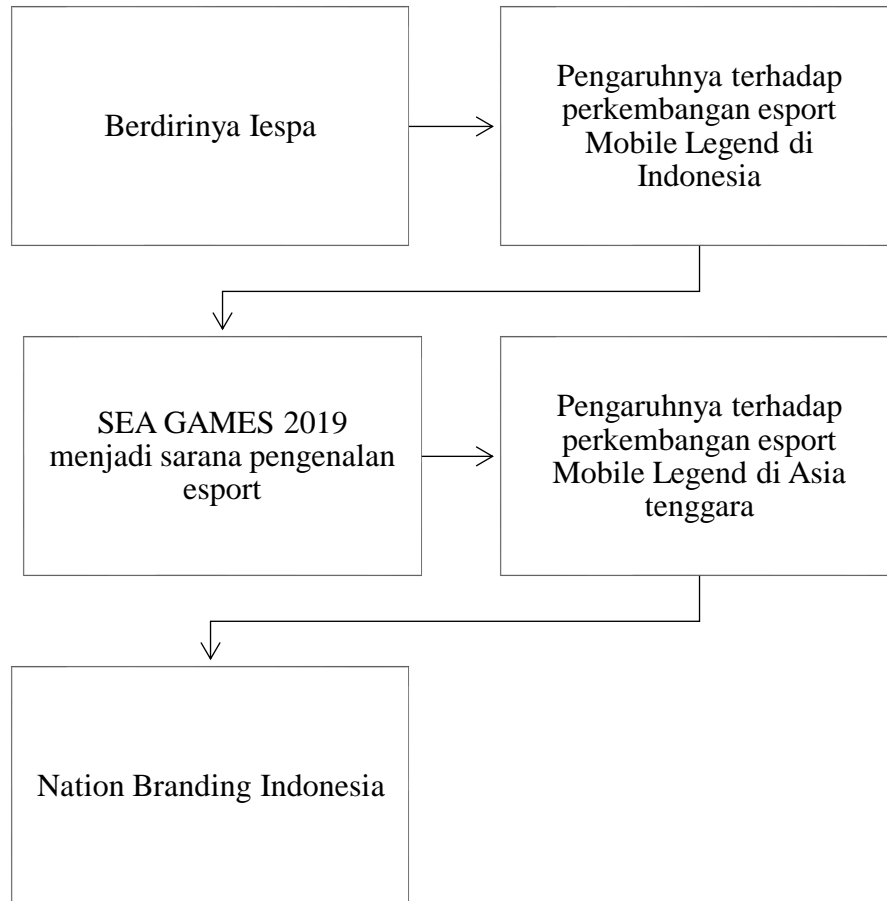 Berdirinya Iespa
Pengaruhnya terhadap
perkembangan esport
Mobile Legend di
Indonesia
SEA GAMES 2019
menjadi sarana pengenalan
esport
Pengaruhnya terhadap
perkembangan esport
Mobile Legend di Asia
tenggara
Nation Branding Indonesia